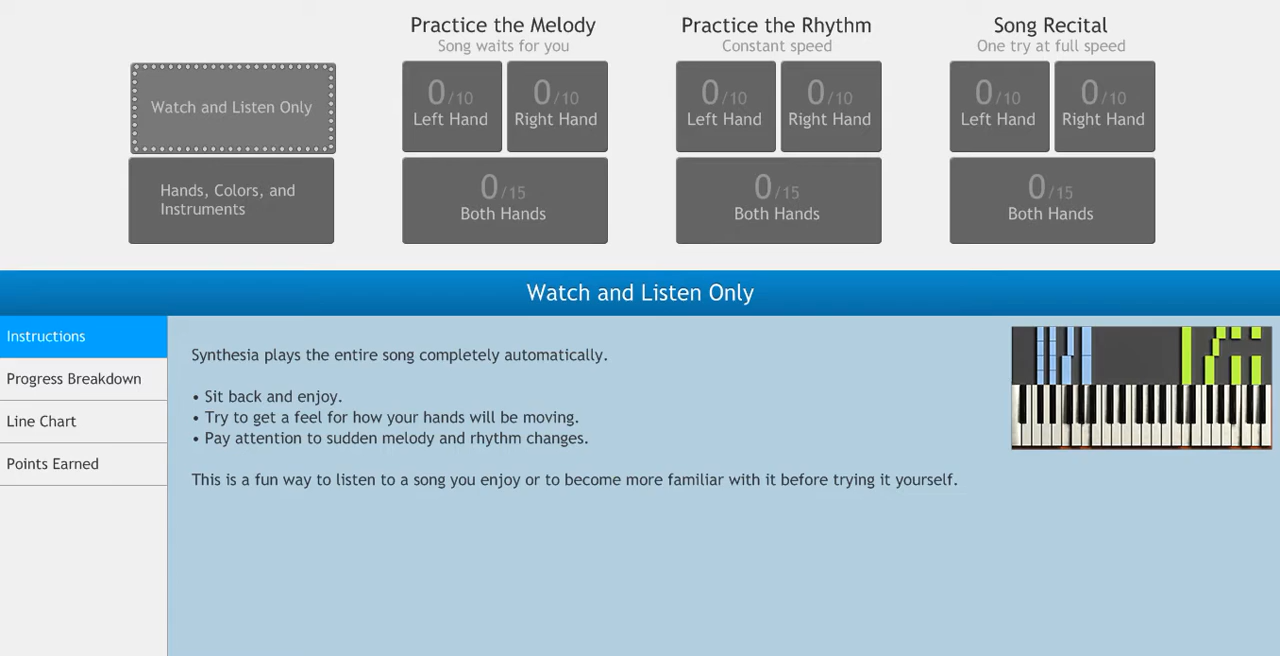 Practice the Melody
Song waits for you
Practice the Rhythm
Constant speed
Song Recital
One try at full speed
Watch and Listen Only
0/10
Left Hand
0/10
Right Hand
0/10
Left Hand
0/10
Right Hand
0/10
Left Hand
0/10
Right Hand
Hands, Colors, and
Instruments
0/15
Both Hands
0/15
Both Hands
0/15
Both Hands
Watch and Listen Only
Instructions
Progress Breakdown
Line Chart
Points Earned
Synthesia plays the entire song completely automatically.
• Sit back and enjoy.
• Try to get a feel for how your hands will be moving.
• Pay attention to sudden melody and rhythm changes.
This is a fun way to listen to a song you enjoy or to become more familiar with it before trying it yourself.